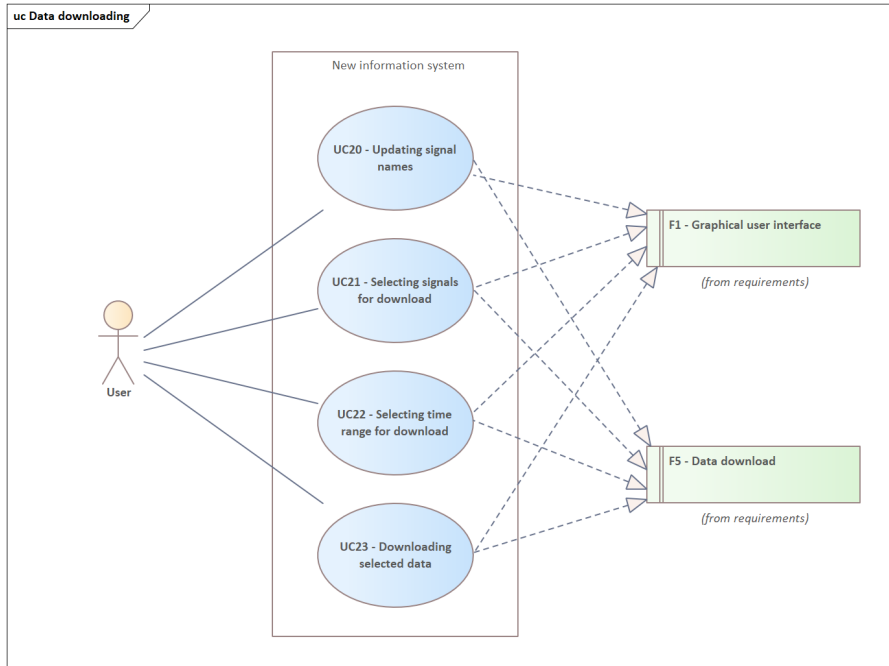 uc Data downloading
New information system
UC20 - Updating signal
names
UC21 - Selecting signals
for download
UC22 - Selecting time
range for download
UC23 - Downloading
selected data
User
F1 - Graphical user interface
(from requirements)
F5 - Data download
(from requirements)